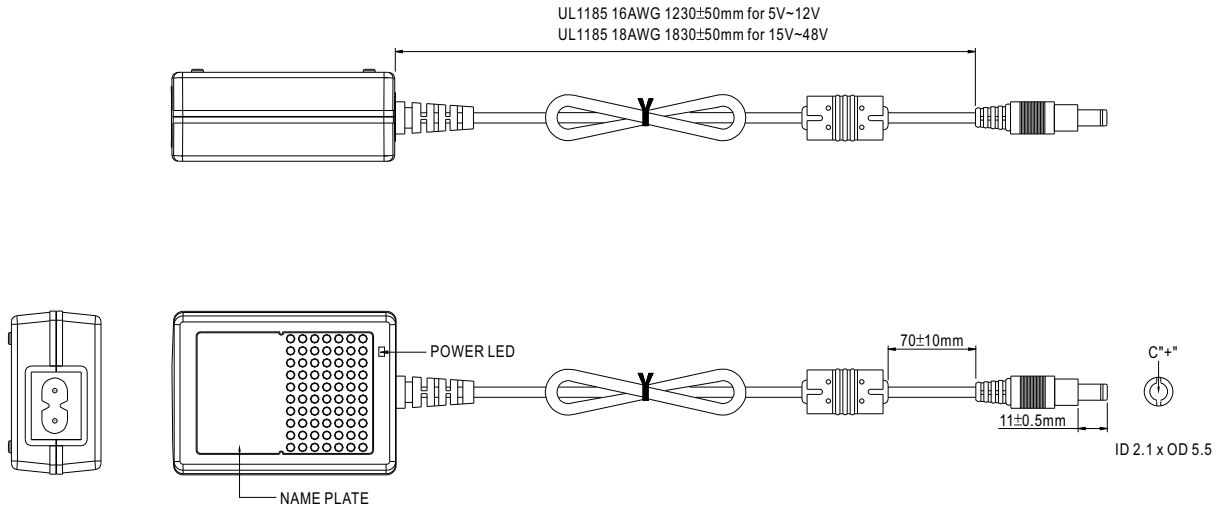 UL1185 16AWG 1230±50mm for 5V~12V
UL1185 18AWG 1830±50mm for 15V~48V
POWER LED
70±10mm
C"+"
11±0.5mm
ID 2.1 x OD 5.5
NAME PLATE